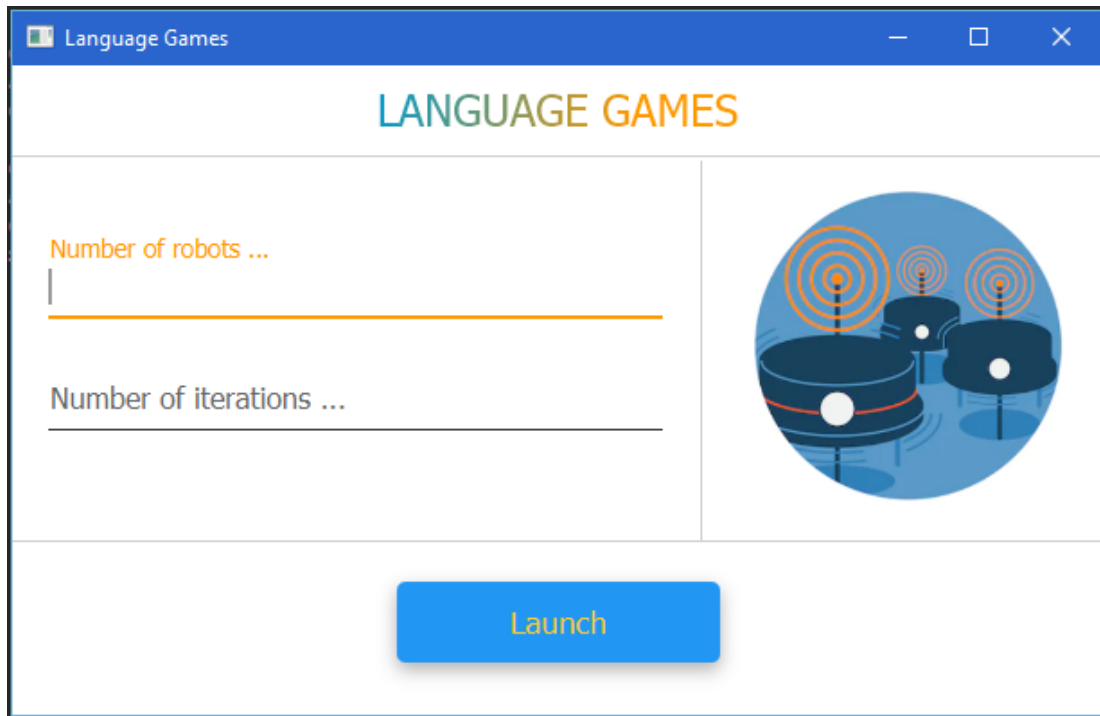 Language Games
LANGUAGE GAMES
Number of robots ...
Number of iterations ...
Launch